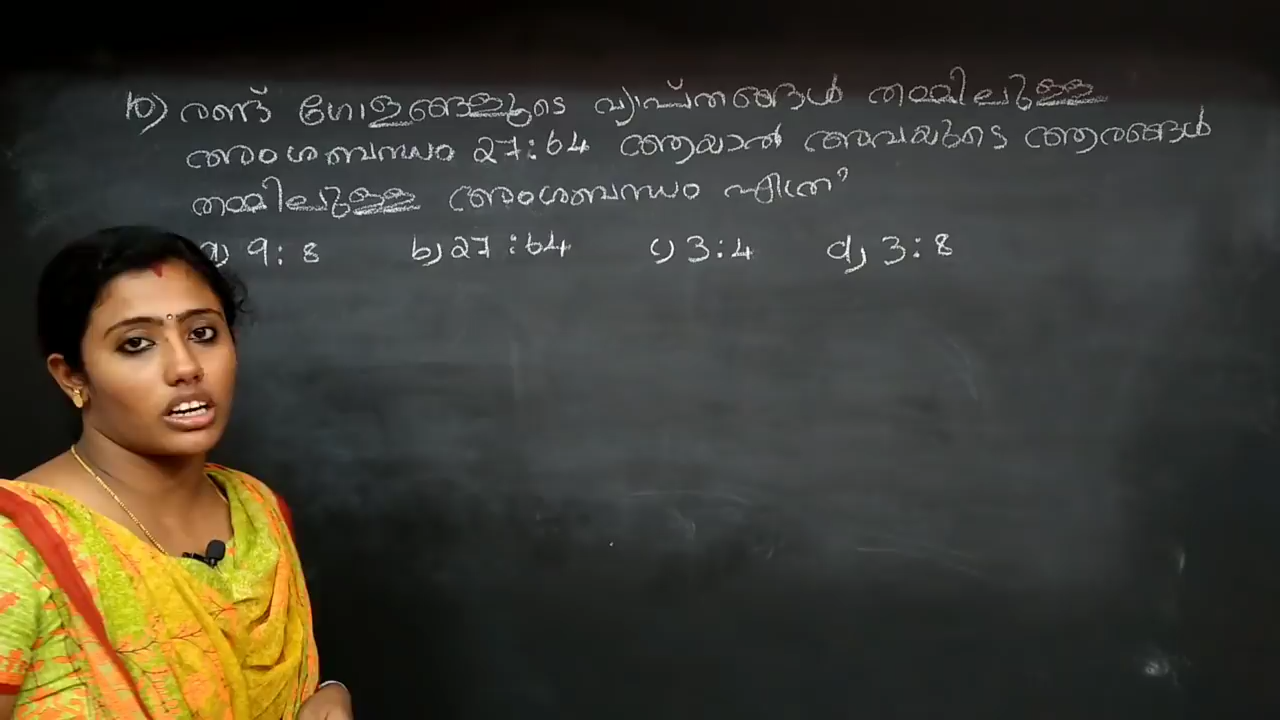 10) രണ്ട് ഗോളങ്ങളുടെ വ്യാപ്തങ്ങൾ തമ്മിലുള്ള
അംശബന്ധം 27:64 ആയാൽ അവയുടെ ആരങ്ങൾ
തമ്മിലുള്ള അംശബന്ധം എത്ര?
a) 9:8 b) 27:64 c) 3:4 d) 3:8